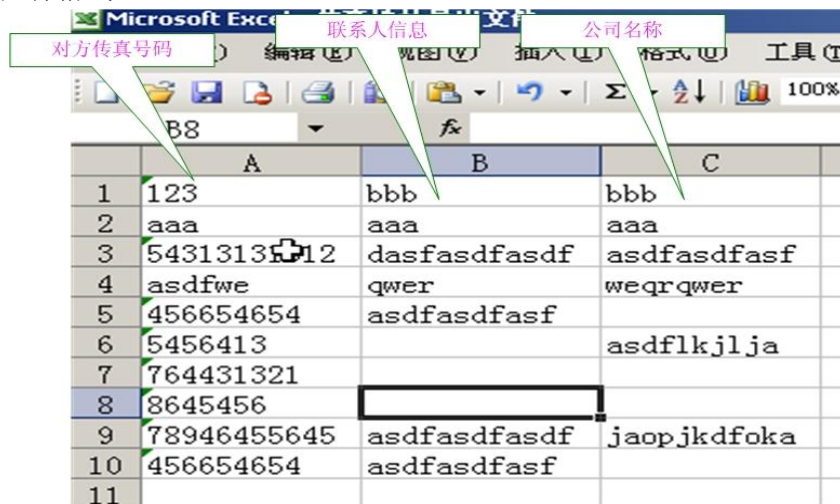 Microsoft Exce
联系人信息
公司名称
对方传真号码
编辑(E) 视图(V) 插入(I) 格式(O) 工具(T
Σ 100%
B8 fx
A B C
1 123 bbb bbb
2 aaa aaa aaa
3 dasfasdfasdf asdfasdfasf
4 asdfwe qwer weqrqwer
5 456654654 asdfasdfasf
6 5456413 asdflkjlja
7 764431321
8 8645456
9 78946455645 asdfasdfasdf jaopjkdfoka
10 456654654 asdfasdfasf
11